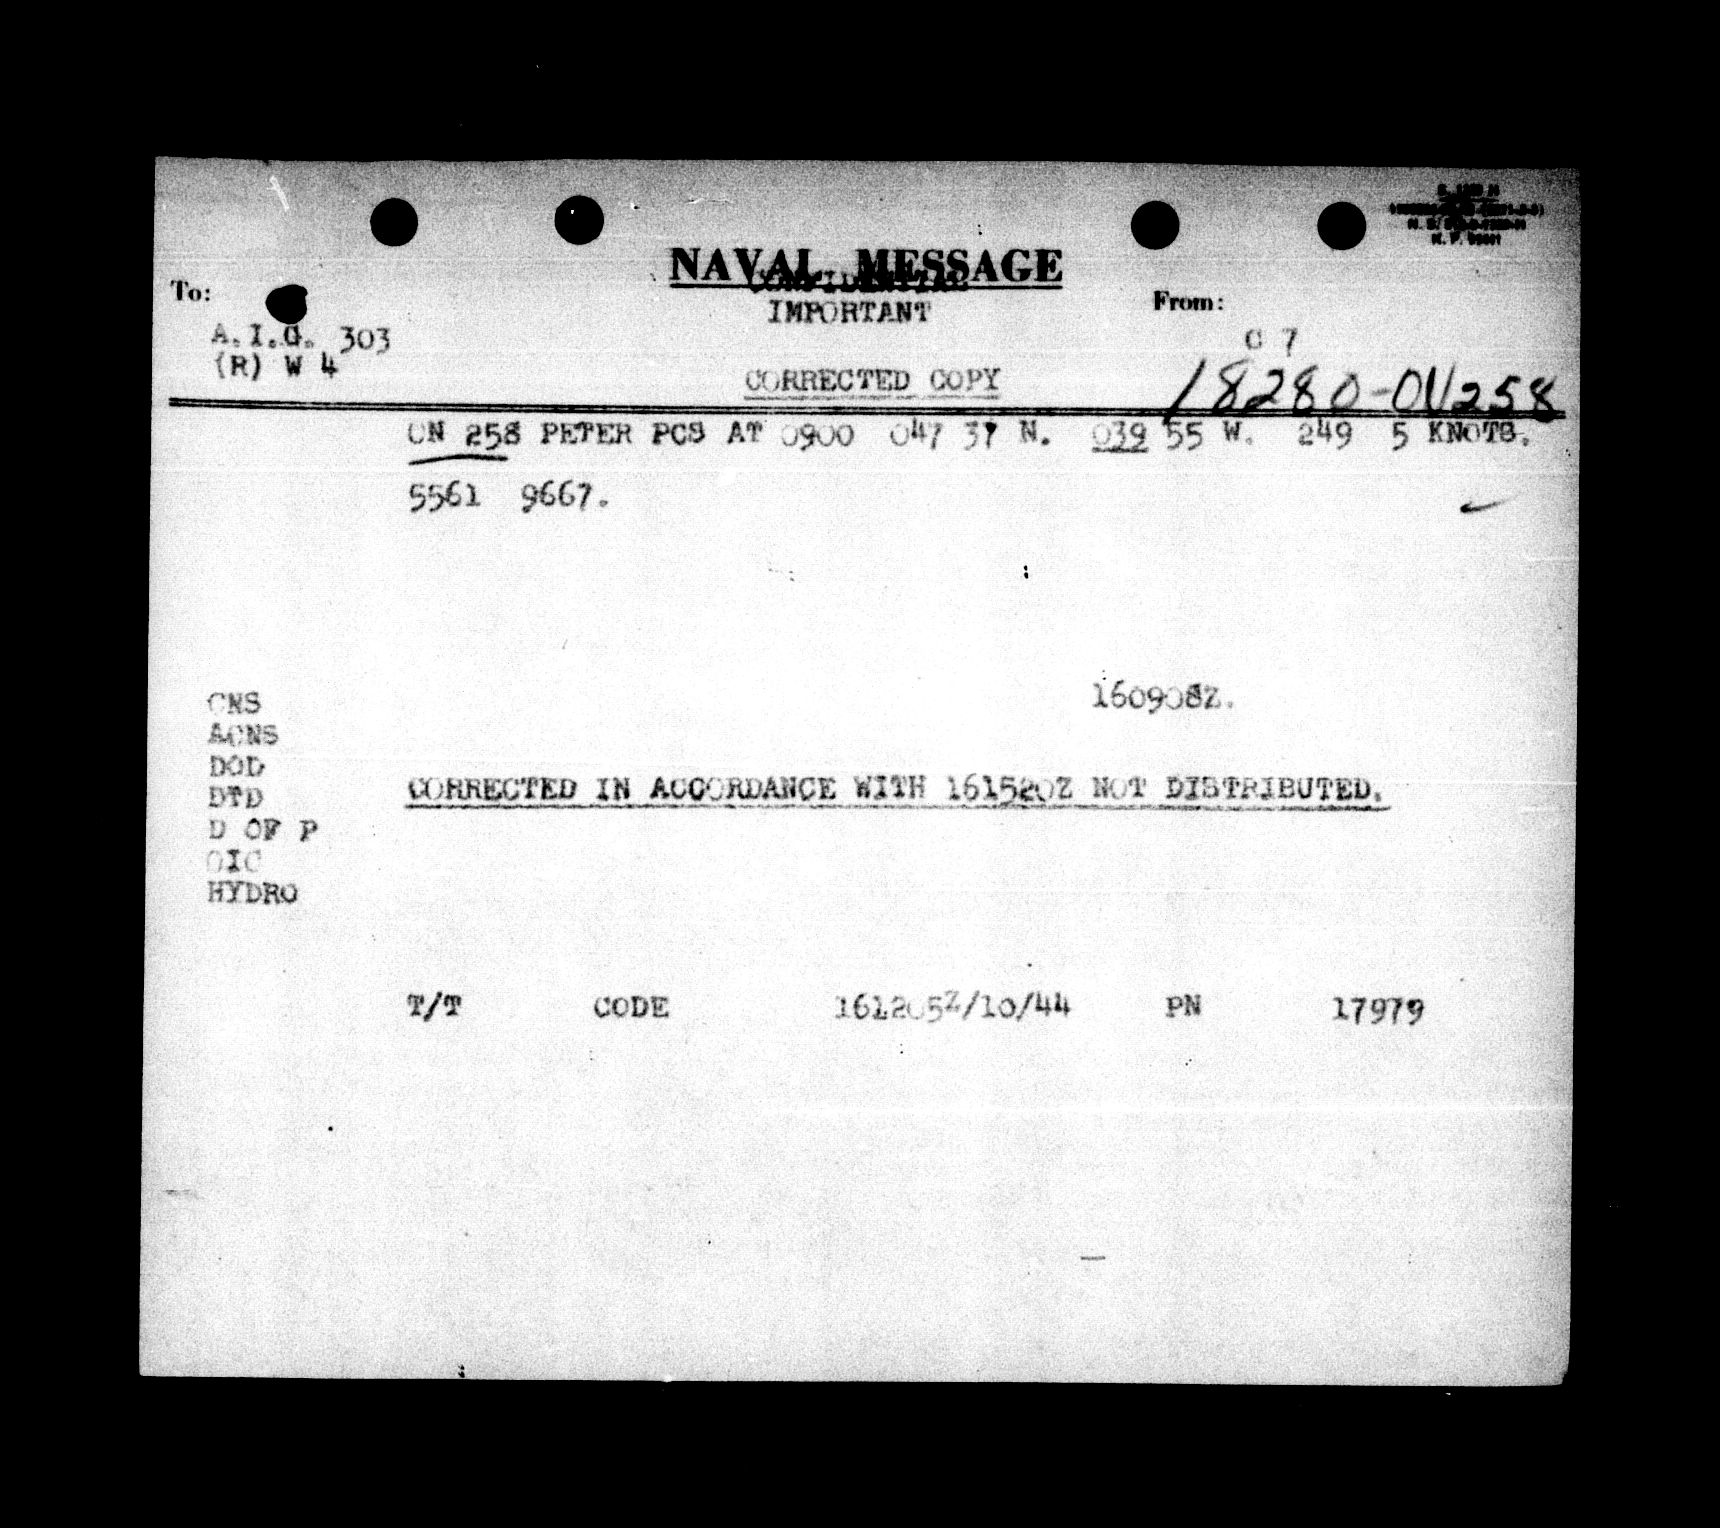 NAVAL MESSAGE
CONFIDENTIAL
To:
IMPORTANT
From:
A.I.G. 303
C 7
(R) W 4
CORRECTED COPY
18280-ON258
ON 258 PETER PCS AT 0900 047 37 N. 039 55 W. 249 5 KNOTS.
5561 9667.
160908Z.
CNS
ACNS
DOD
DTD
D OF P
OIC
HYDRO
CORRECTED IN ACCORDANCE WITH 161520Z NOT DISTRIBUTED.
T/T CODE 161205Z/10/44 PN 17979